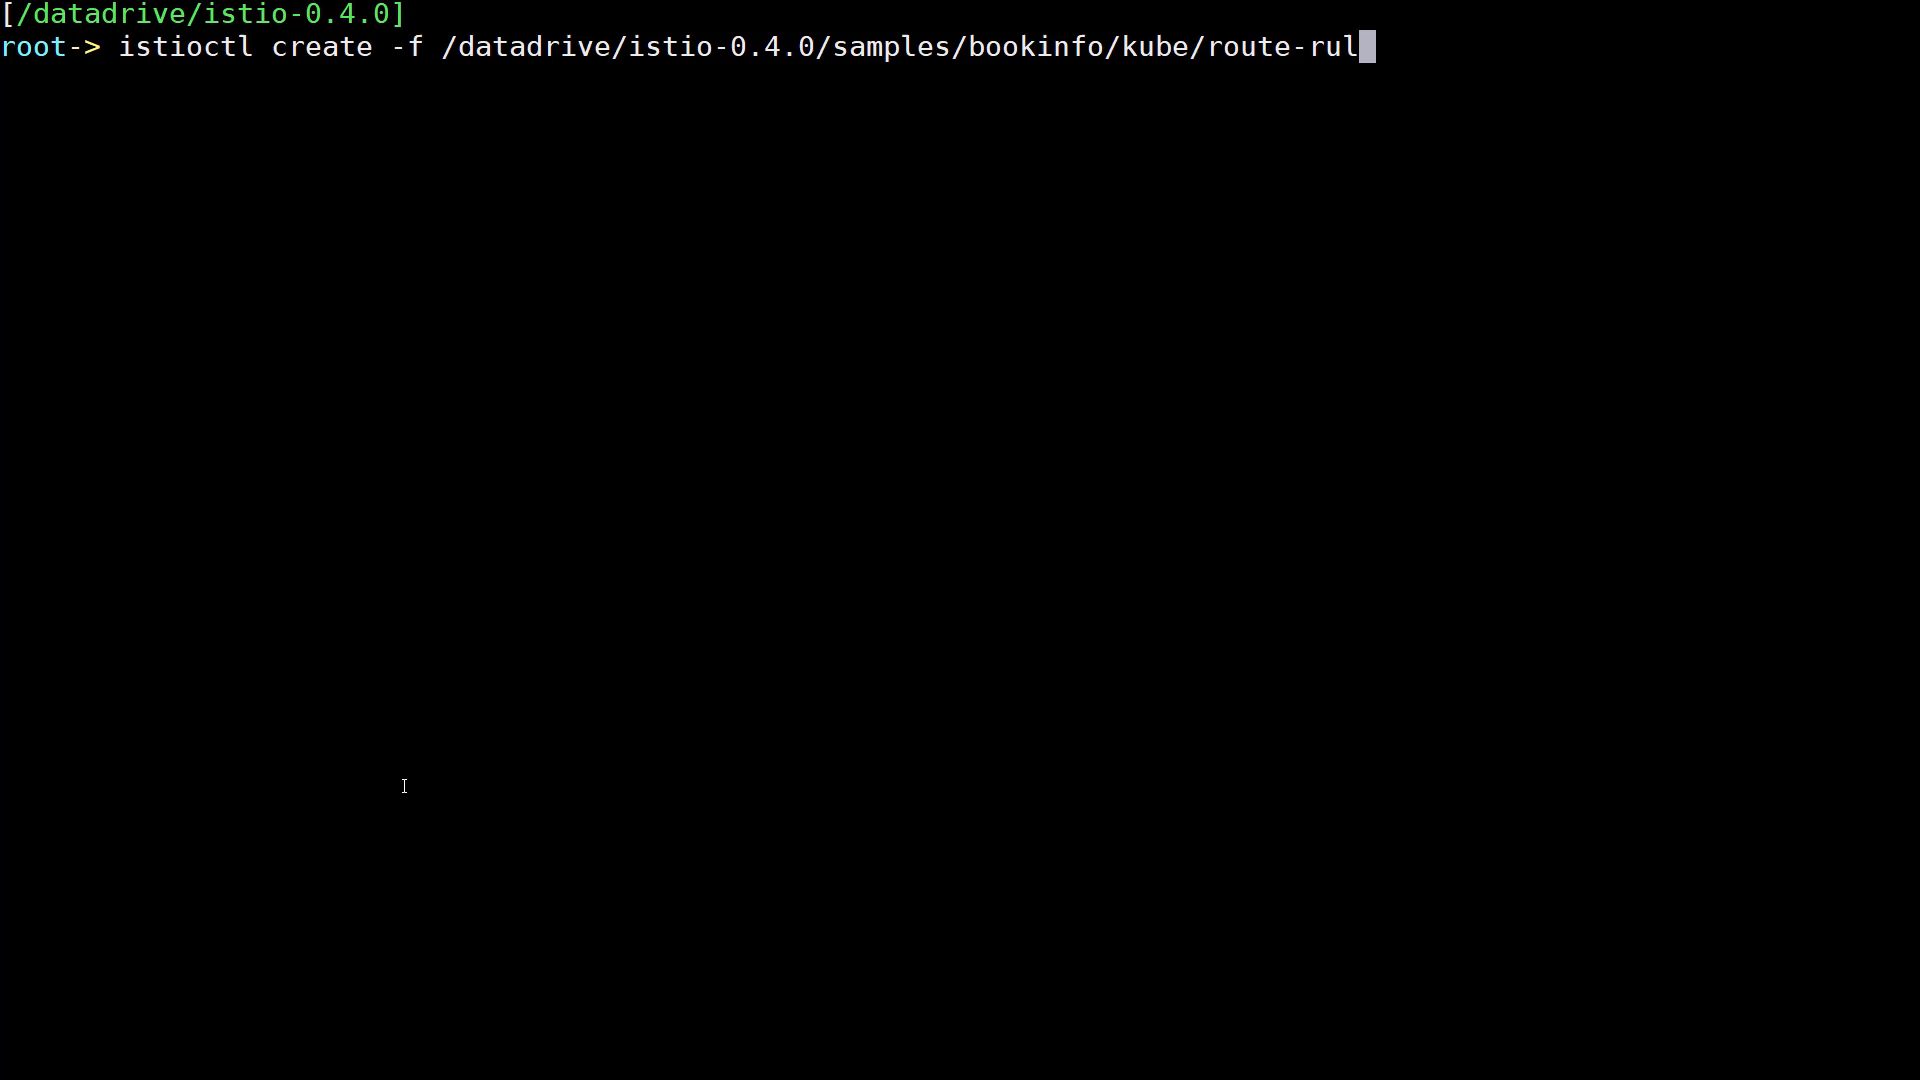 [/datadrive/istio-0.4.0]
root-> istioctl create -f /datadrive/istio-0.4.0/samples/bookinfo/kube/route-rul